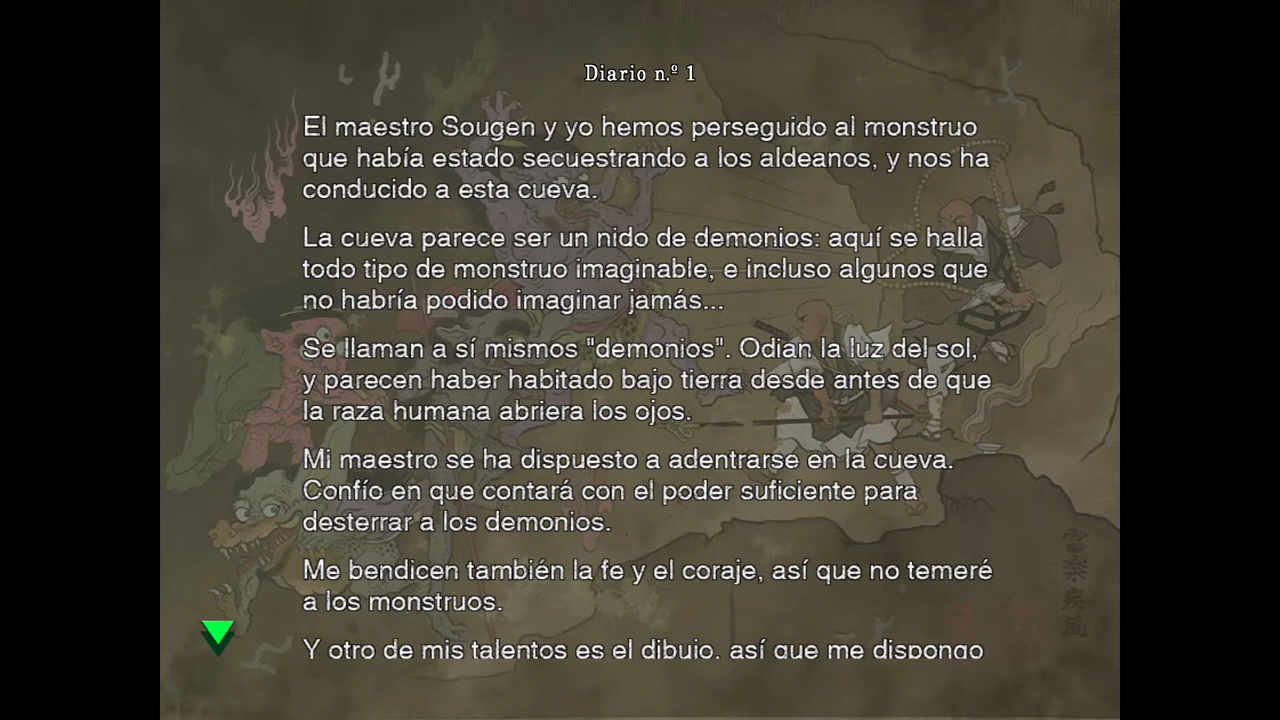 Diario n.º 1
El maestro Sougen y yo hemos perseguido al monstruo
que había estado secuestrando a los aldeanos, y nos ha
conducido a esta cueva.
La cueva parece ser un nido de demonios: aquí se halla
todo tipo de monstruo imaginable, e incluso algunos que
no habría podido imaginar jamás...
Se llaman a sí mismos "demonios". Odian la luz del sol,
y parecen haber habitado bajo tierra desde antes de que
la raza humana abriera los ojos.
Mi maestro se ha dispuesto a adentrarse en la cueva.
Confío en que contará con el poder suficiente para
desterrar a los demonios.
Me bendicen también la fe y el coraje, así que no temeré
a los monstruos.
Y otro de mis talentos es el dibujo, así que me dispongo